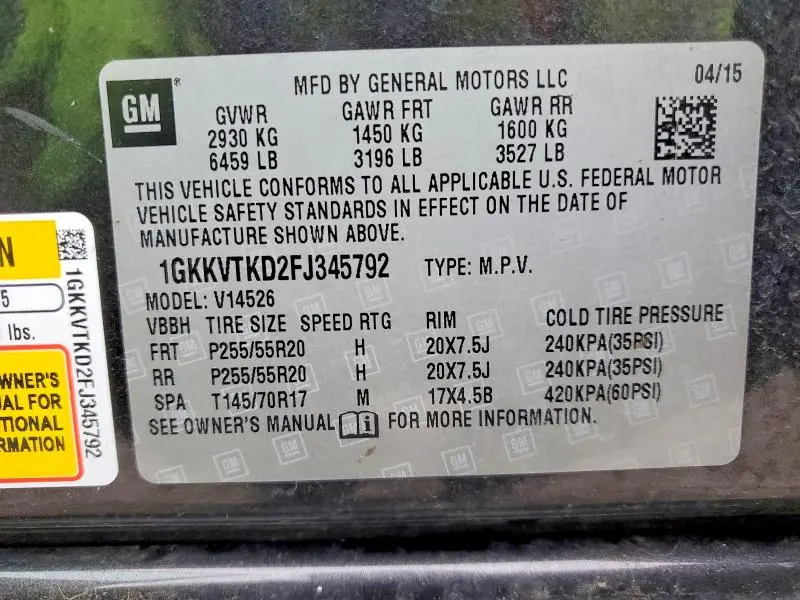 GM
MFD BY GENERAL MOTORS LLC
04/15
GVWR GAWR FRT GAWR RR
2930 KG 1450 KG 1600 KG
6459 LB 3196 LB 3527 LB
THIS VEHICLE CONFORMS TO ALL APPLICABLE U.S. FEDERAL MOTOR
VEHICLE SAFETY STANDARDS IN EFFECT ON THE DATE OF
MANUFACTURE SHOWN ABOVE.
1GKKVTKD2FJ345792 TYPE: M.P.V.
MODEL: V14526
VBBH TIRE SIZE SPEED RTG RIM COLD TIRE PRESSURE
FRT P255/55R20 H 20X7.5J 240KPA(35PSI)
RR P255/55R20 H 20X7.5J 240KPA(35PSI)
SPA T145/70R17 M 17X4.5B 420KPA(60PSI)
SEE OWNER'S MANUAL FOR MORE INFORMATION.
N
5
lbs.
WNER'S
UAL FOR
TIONAL
RMATION
1GKKVTKD2FJ345792